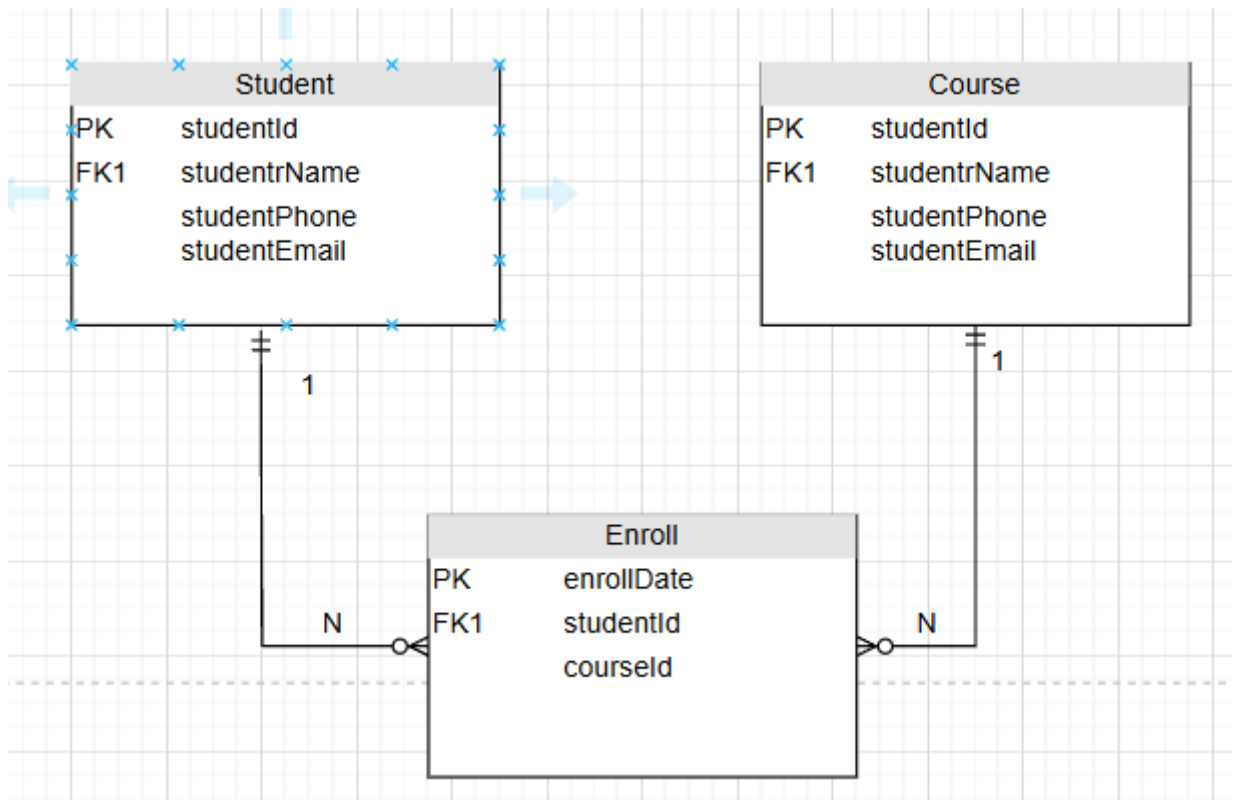 Student
PK studentId
FK1 studentrName
studentPhone
studentEmail
Course
PK studentId
FK1 studentrName
studentPhone
studentEmail
1
1
Enroll
PK enrollDate
FK1 studentId
courseId
N
N